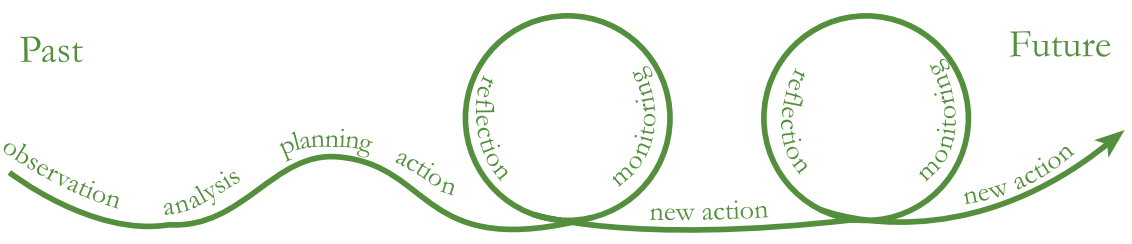 Past
observation
analysis
planning
action
reflection
monitoring
new action
reflection
monitoring
new action
Future